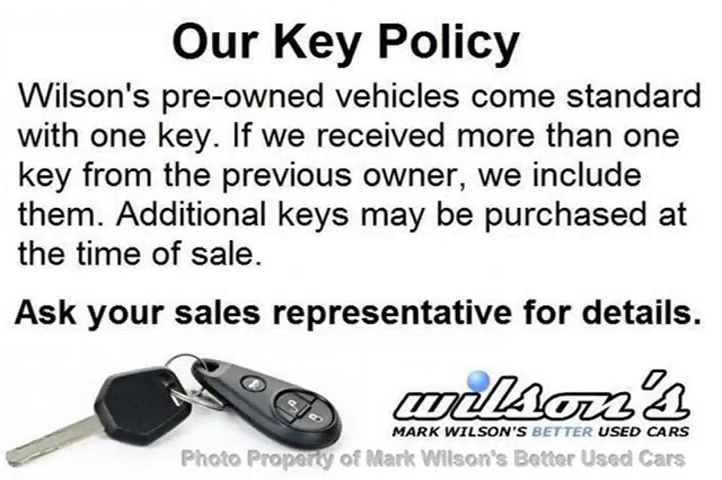 Our Key Policy
Wilson's pre-owned vehicles come standard
with one key. If we received more than one
key from the previous owner, we include
them. Additional keys may be purchased at
the time of sale.
Ask your sales representative for details.
wilson's
MARK WILSON'S BETTER USED CARS
Photo Property of Mark Wilson's Better Used Cars